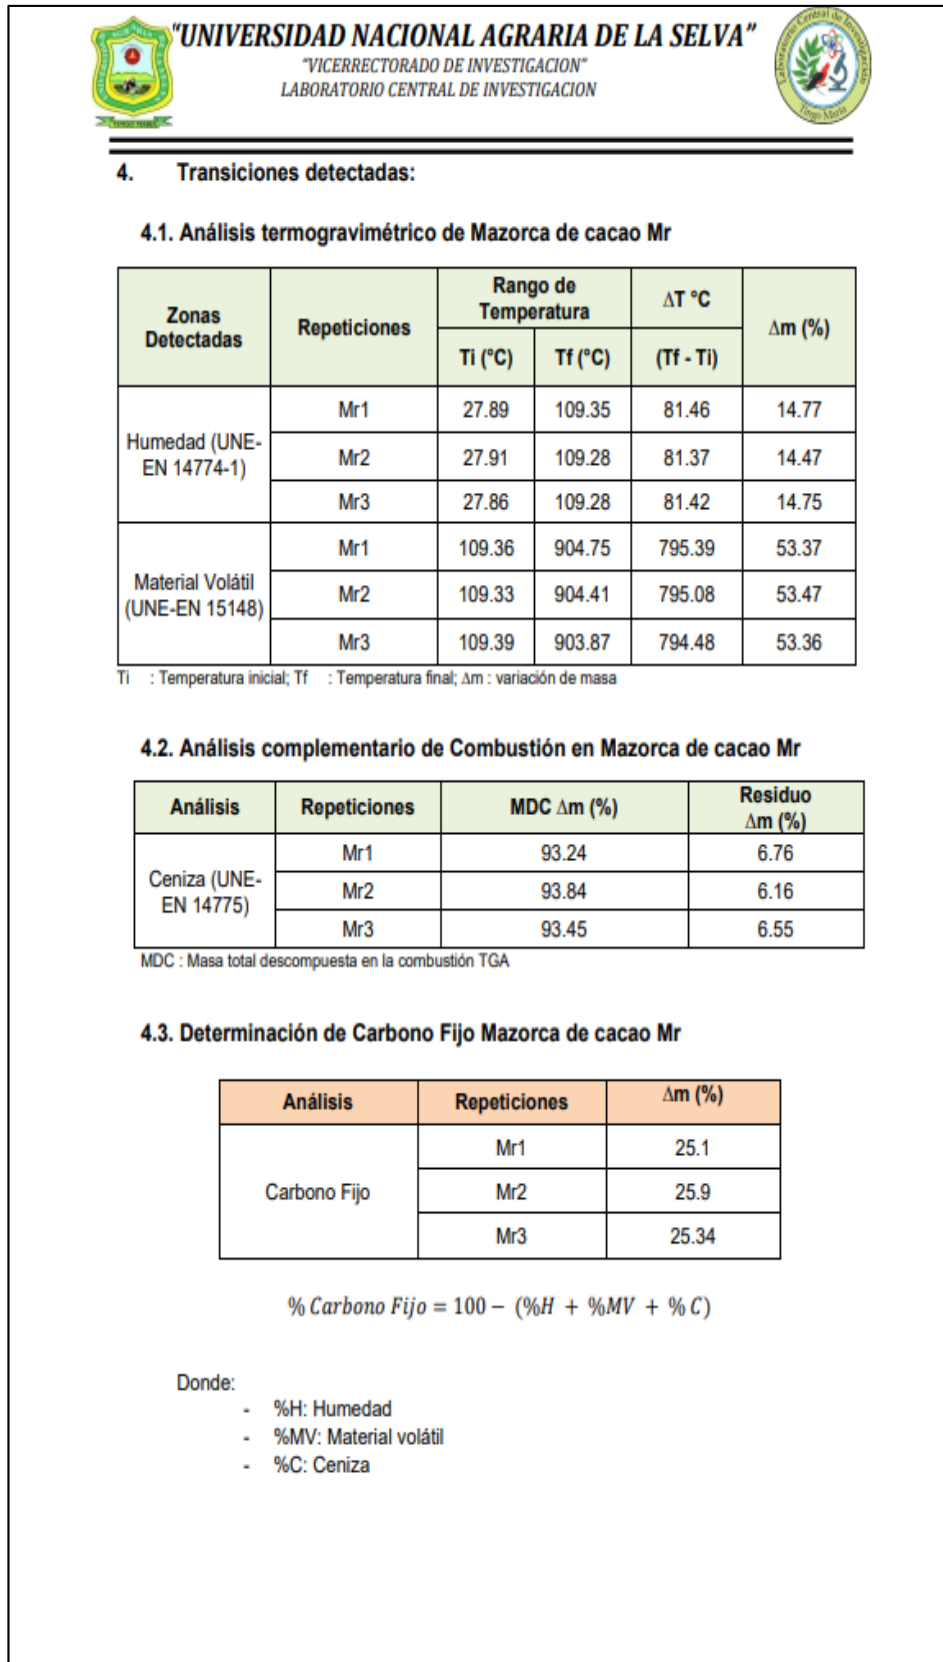 "UNIVERSIDAD NACIONAL AGRARIA DE LA SELVA"
"VICERRECTORADO DE INVESTIGACION"
LABORATORIO CENTRAL DE INVESTIGACION
TINGO MARIA
Laboratorio Central de Investigación
Tingo María
4. Transiciones detectadas:
4.1. Análisis termogravimétrico de Mazorca de cacao Mr
Zonas Detectadas Repeticiones Rango de Temperatura ΔT °C Δm (%)
Ti (°C) Tf (°C) (Tf - Ti)
Humedad (UNE-
EN 14774-1)
Mr1 27.89 109.35 81.46 14.77
Mr2 27.91 109.28 81.37 14.47
Mr3 27.86 109.28 81.42 14.75
Material Volátil
(UNE-EN 15148)
Mr1 109.36 904.75 795.39 53.37
Mr2 109.33 904.41 795.08 53.47
Mr3 109.39 903.87 794.48 53.36
Ti : Temperatura inicial; Tf : Temperatura final; Δm : variación de masa
4.2. Análisis complementario de Combustión en Mazorca de cacao Mr
Análisis Repeticiones MDC Δm (%) Residuo Δm (%)
Ceniza (UNE-
EN 14775)
Mr1 93.24 6.76
Mr2 93.84 6.16
Mr3 93.45 6.55
MDC : Masa total descompuesta en la combustión TGA
4.3. Determinación de Carbono Fijo Mazorca de cacao Mr
Análisis Repeticiones Δm (%)
Carbono Fijo
Mr1 25.1
Mr2 25.9
Mr3 25.34
% Carbono Fijo = 100 − (%H + %MV + % C)
Donde:
- %H: Humedad
- %MV: Material volátil
- %C: Ceniza